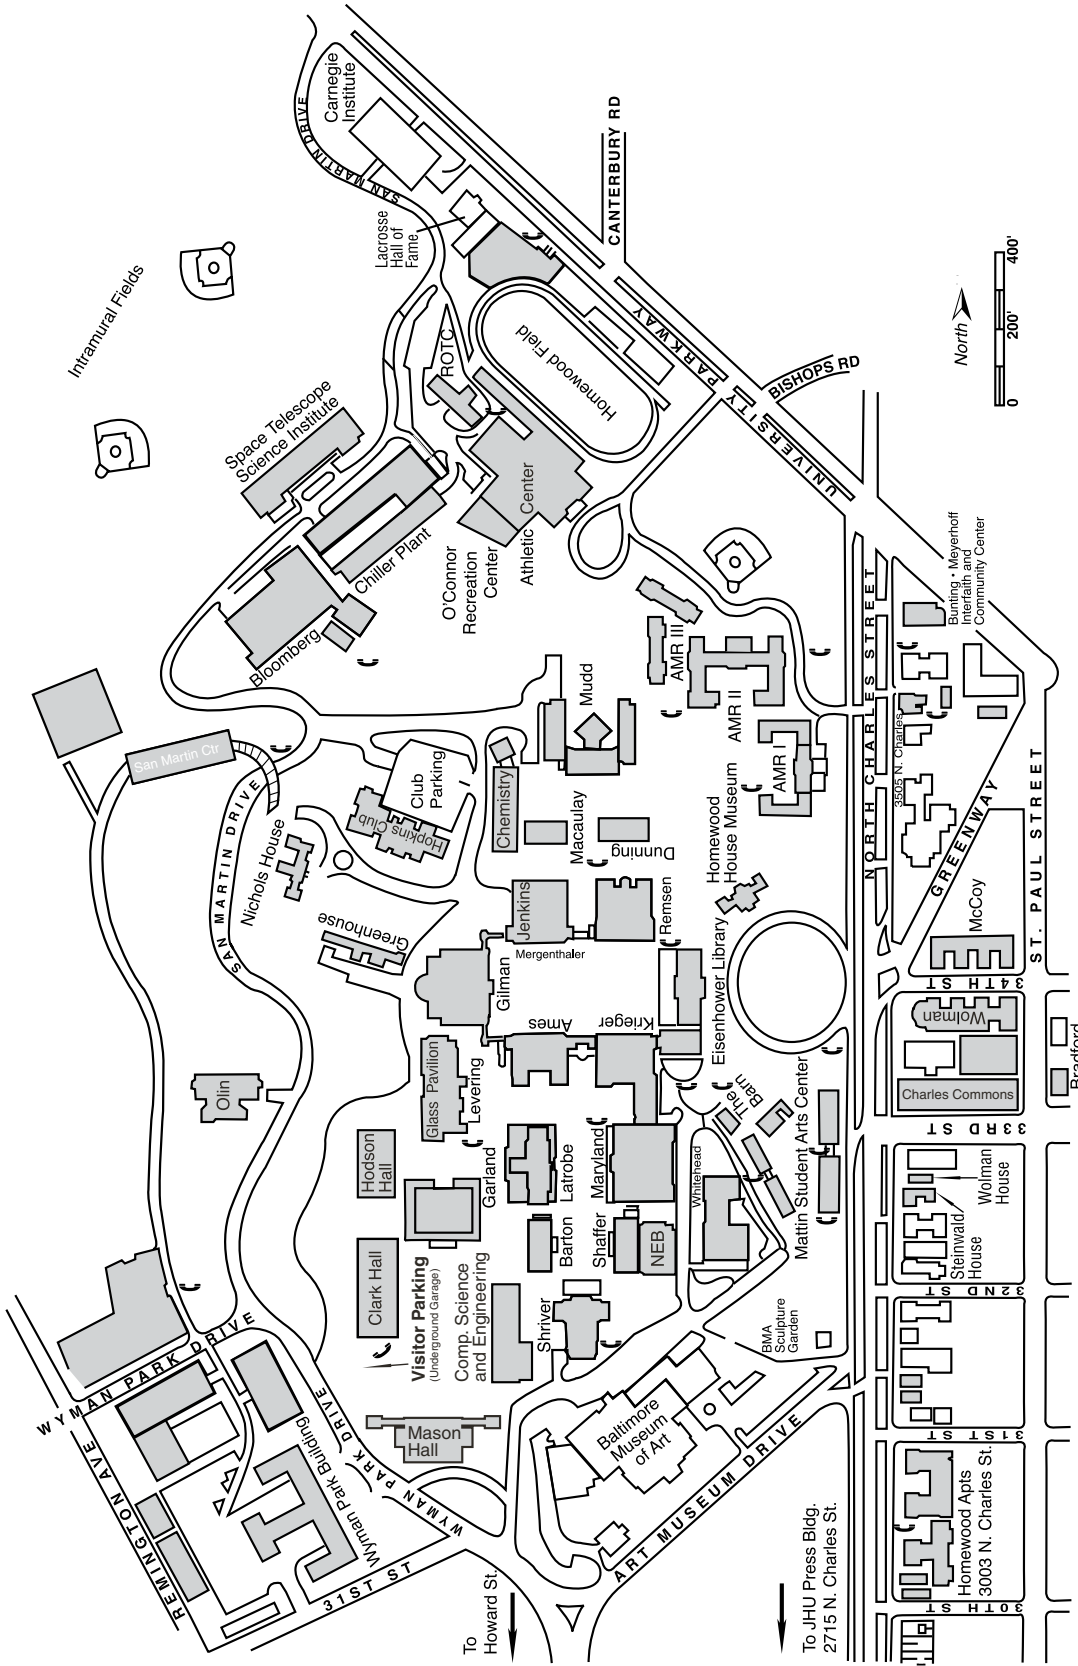 Carnegie
Institute
SAN MARTIN DRIVE
SAN MARTIN DRIVE
CANTERBURY RD
Lacrosse
Hall of
Fame
Intramural Fields
North
0
200'
400'
ROTC
Homewood Field
UNIVERSITY PARKWAY
BISHOPS RD
Space Telescope
Science Institute
Chiller Plant
Bloomberg
O'Connor
Recreation
Center
Athletic Center
Bunting • Meyerhoff
Interfaith and
Community Center
AMR III
AMR II
AMR I
Mudd
San Martin Ctr
Club
Parking
Hopkins Club
Chemistry
Macaulay
Dunning
Homewood
House Museum
NORTH CHARLES STREET
3505 N. Charles
GREENWAY
ST. PAUL STREET
McCoy
Nichols House
Greenhouse
Jenkins
Mergenthaler
Remsen
Gilman
Ames
Krieger
Eisenhower Library
34TH ST
Wolman
Charles Commons
Bradford
33RD ST
Olin
Glass Pavilion
Levering
Hodson
Hall
Garland
Latrobe
Maryland
The
Barn
Mattin Student Arts Center
Whitehead
Barton
Shaffer
NEB
Wolman
House
Steinwald
House
32ND ST
Clark Hall
Visitor Parking
(Underground Garage)
Comp. Science
and Engineering
Shriver
BMA
Sculpture
Garden
WYMAN PARK DRIVE
WYMAN PARK DRIVE
REMINGTON AVE
Wyman Park Building
Mason
Hall
Baltimore
Museum
of Art
ART MUSEUM DRIVE
31ST ST
31ST ST
Homewood Apts
3003 N. Charles St.
30TH ST
To
Howard St.
To JHU Press Bldg.
2715 N. Charles St.